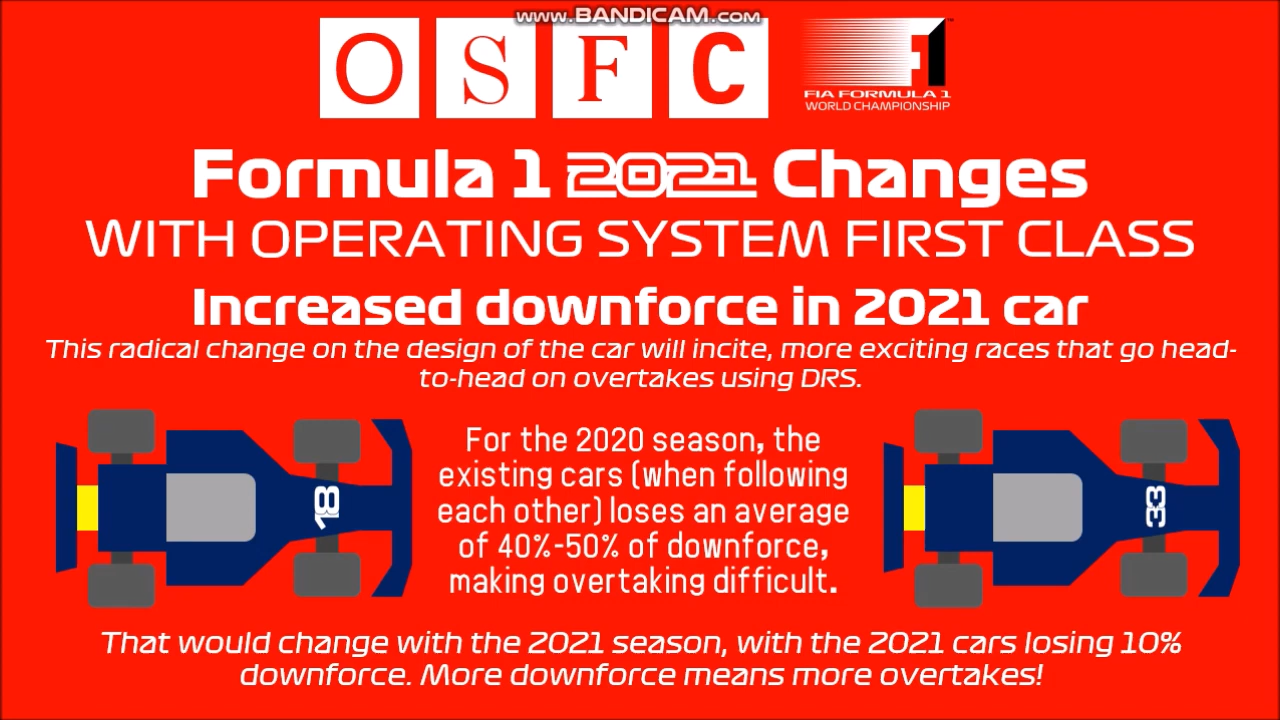 www.BANDICAM.com
O S F C
F1
FIA FORMULA 1
WORLD CHAMPIONSHIP
Formula 1 2021 Changes
WITH OPERATING SYSTEM FIRST CLASS
Increased downforce in 2021 car
This radical change on the design of the car will incite, more exciting races that go head-
to-head on overtakes using DRS.
For the 2020 season, the
existing cars (when following
each other) loses an average
of 40%-50% of downforce,
making overtaking difficult.
18
33
That would change with the 2021 season, with the 2021 cars losing 10%
downforce. More downforce means more overtakes!